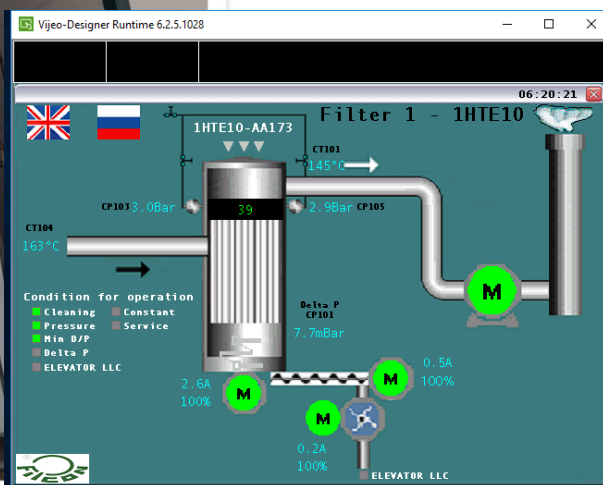 Vijeo-Designer Runtime 6.2.5.1028
06:20:21
Filter 1 - 1HTE10
1HTE10-AA173
CT101
145°C
39
CP103 3.0Bar
2.9Bar CP105
CT104
163°C
Condition for operation
Cleaning
Constant
Pressure
Service
Min D/P
Delta P
ELEVATOR LLC
Delta P
CP101
7.7mBar
M
0.5A
100%
M
2.6A
100%
M
M
0.2A
100%
ELEVATOR LLC